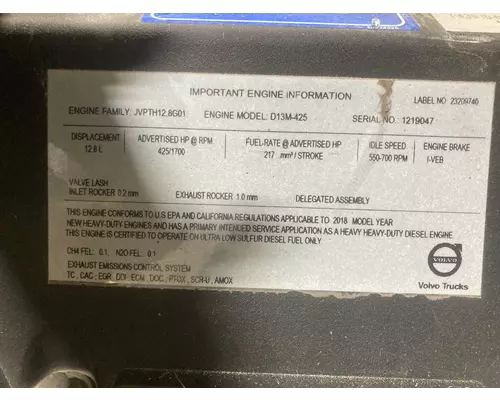 IMPORTANT ENGINE INFORMATION
LABEL NO 23209740
ENGINE FAMILY: JVPTH12.8G01 ENGINE MODEL: D13M-425 SERIAL NO: 1219047
DISPLACEMENT ADVERTISED HP @ RPM FUEL-RATE @ ADVERTISED HP IDLE SPEED ENGINE BRAKE
12.8 L 425/1700 217 mm³ / STROKE 550-700 RPM I-VEB
VALVE LASH
INLET ROCKER 0.2 mm EXHAUST ROCKER 1.0 mm DELEGATED ASSEMBLY
THIS ENGINE CONFORMS TO U.S EPA AND CALIFORNIA REGULATIONS APPLICABLE TO 2018 MODEL YEAR
NEW HEAVY-DUTY ENGINES AND HAS A PRIMARY INTENDED SERVICE APPLICATION AS A HEAVY HEAVY-DUTY DIESEL ENGINE
THIS ENGINE IS CERTIFIED TO OPERATE ON ULTRA LOW SULFUR DIESEL FUEL ONLY
CH4 FEL: 0.1, N2O FEL: 0.1
EXHAUST EMISSIONS CONTROL SYSTEM
TC , CAC , EGR, DDI, ECM, DOC , PTOX , SCR-U , AMOX
VOLVO
Volvo Trucks